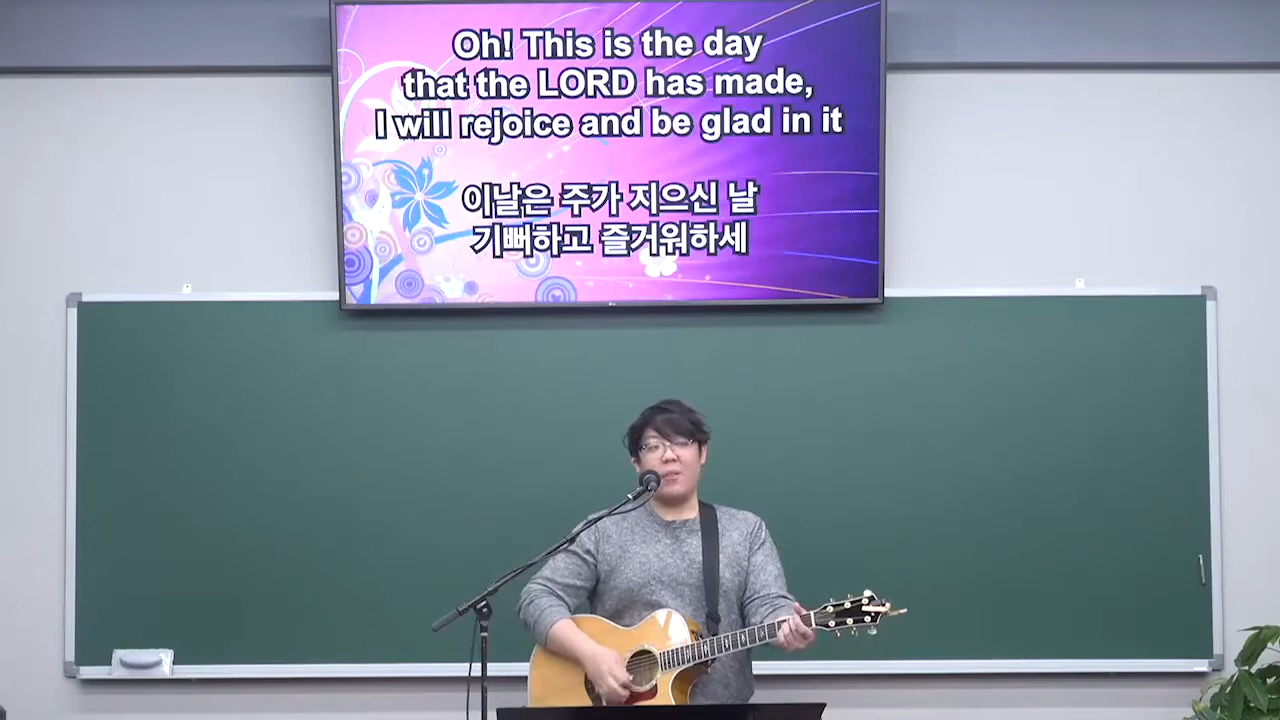 Oh! This is the day
that the LORD has made,
I will rejoice and be glad in it
이날은 주가 지으신 날
기뻐하고 즐거워하세